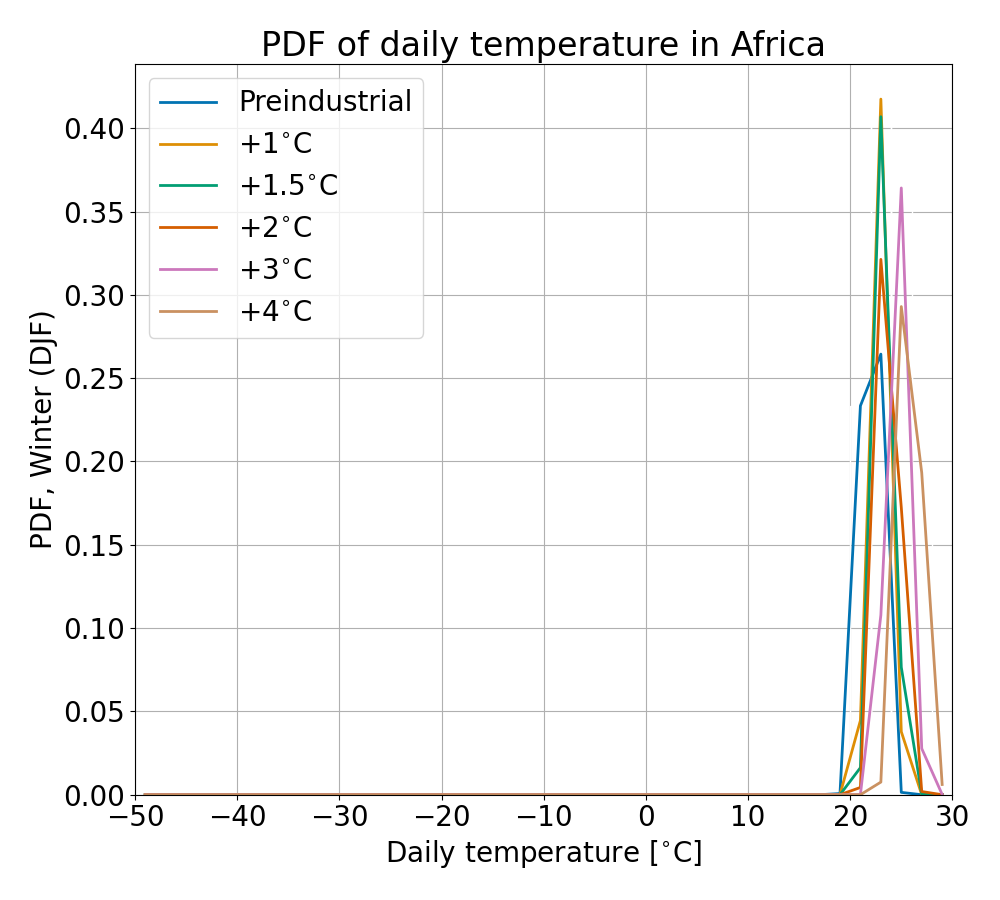 PDF of daily temperature in Africa
Preindustrial
+1°C
+1.5°C
+2°C
+3°C
+4°C
PDF, Winter (DJF)
0.40
0.35
0.30
0.25
0.20
0.15
0.10
0.05
0.00
−50 −40 −30 −20 −10 0 10 20 30
Daily temperature [°C]